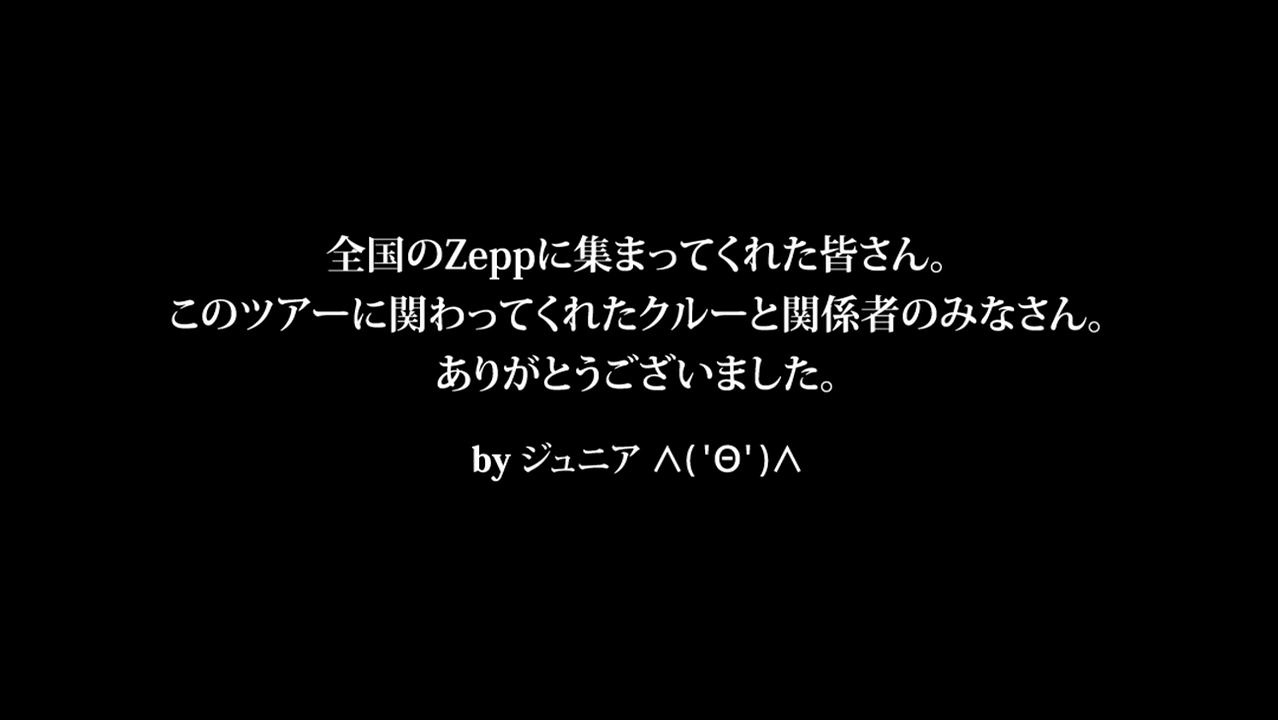 全国のZeppに集まってくれた皆さん。
このツアーに関わってくれたクルーと関係者のみなさん。
ありがとうございました。
by ジュニア ∧('Θ')∧